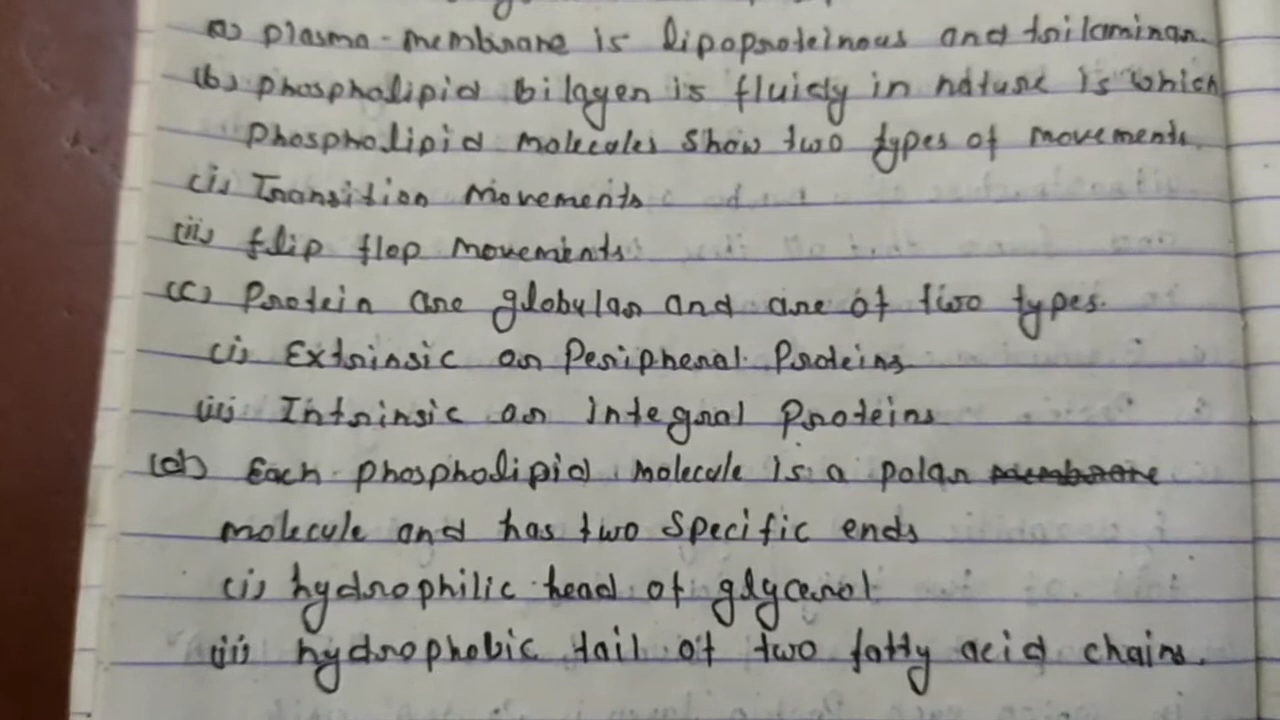 (a) plasma-membrane is lipoproteinous and trilaminar.
(b) phospholipid bilayer is fluidy in nature is which
phospholipid molecules show two types of movements.
(i) Transition movements
(ii) flip flop movements
(c) Protein are globular and are of two types.
(i) Extrinsic or Peripheral Proteins
(ii) Intrinsic or integral Proteins
(d) Each phospholipid molecule is a polar membrane
molecule and has two specific ends
(i) hydrophilic head of glycerol
(ii) hydrophobic tail of two fatty acid chains.